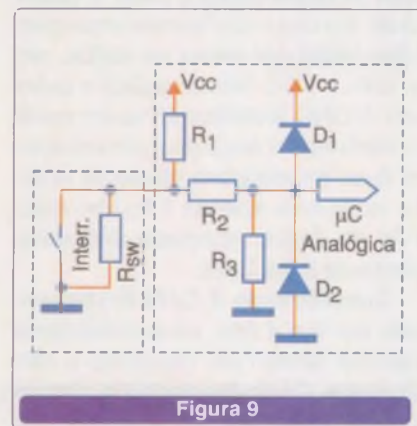 Vcc
Vcc
R1
D1
Interr.
RSW
R2
µC
R3
Analógica
D2
Figura 9